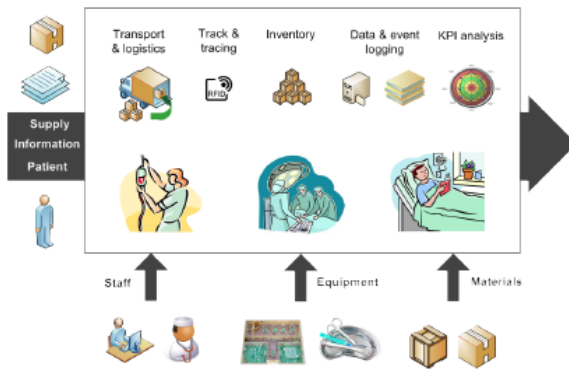 Transport
& logistics
Track &
tracing
Inventory
Data & event
logging
KPI analysis
RFID
Supply
Information
Patient
Staff
Equipment
Materials